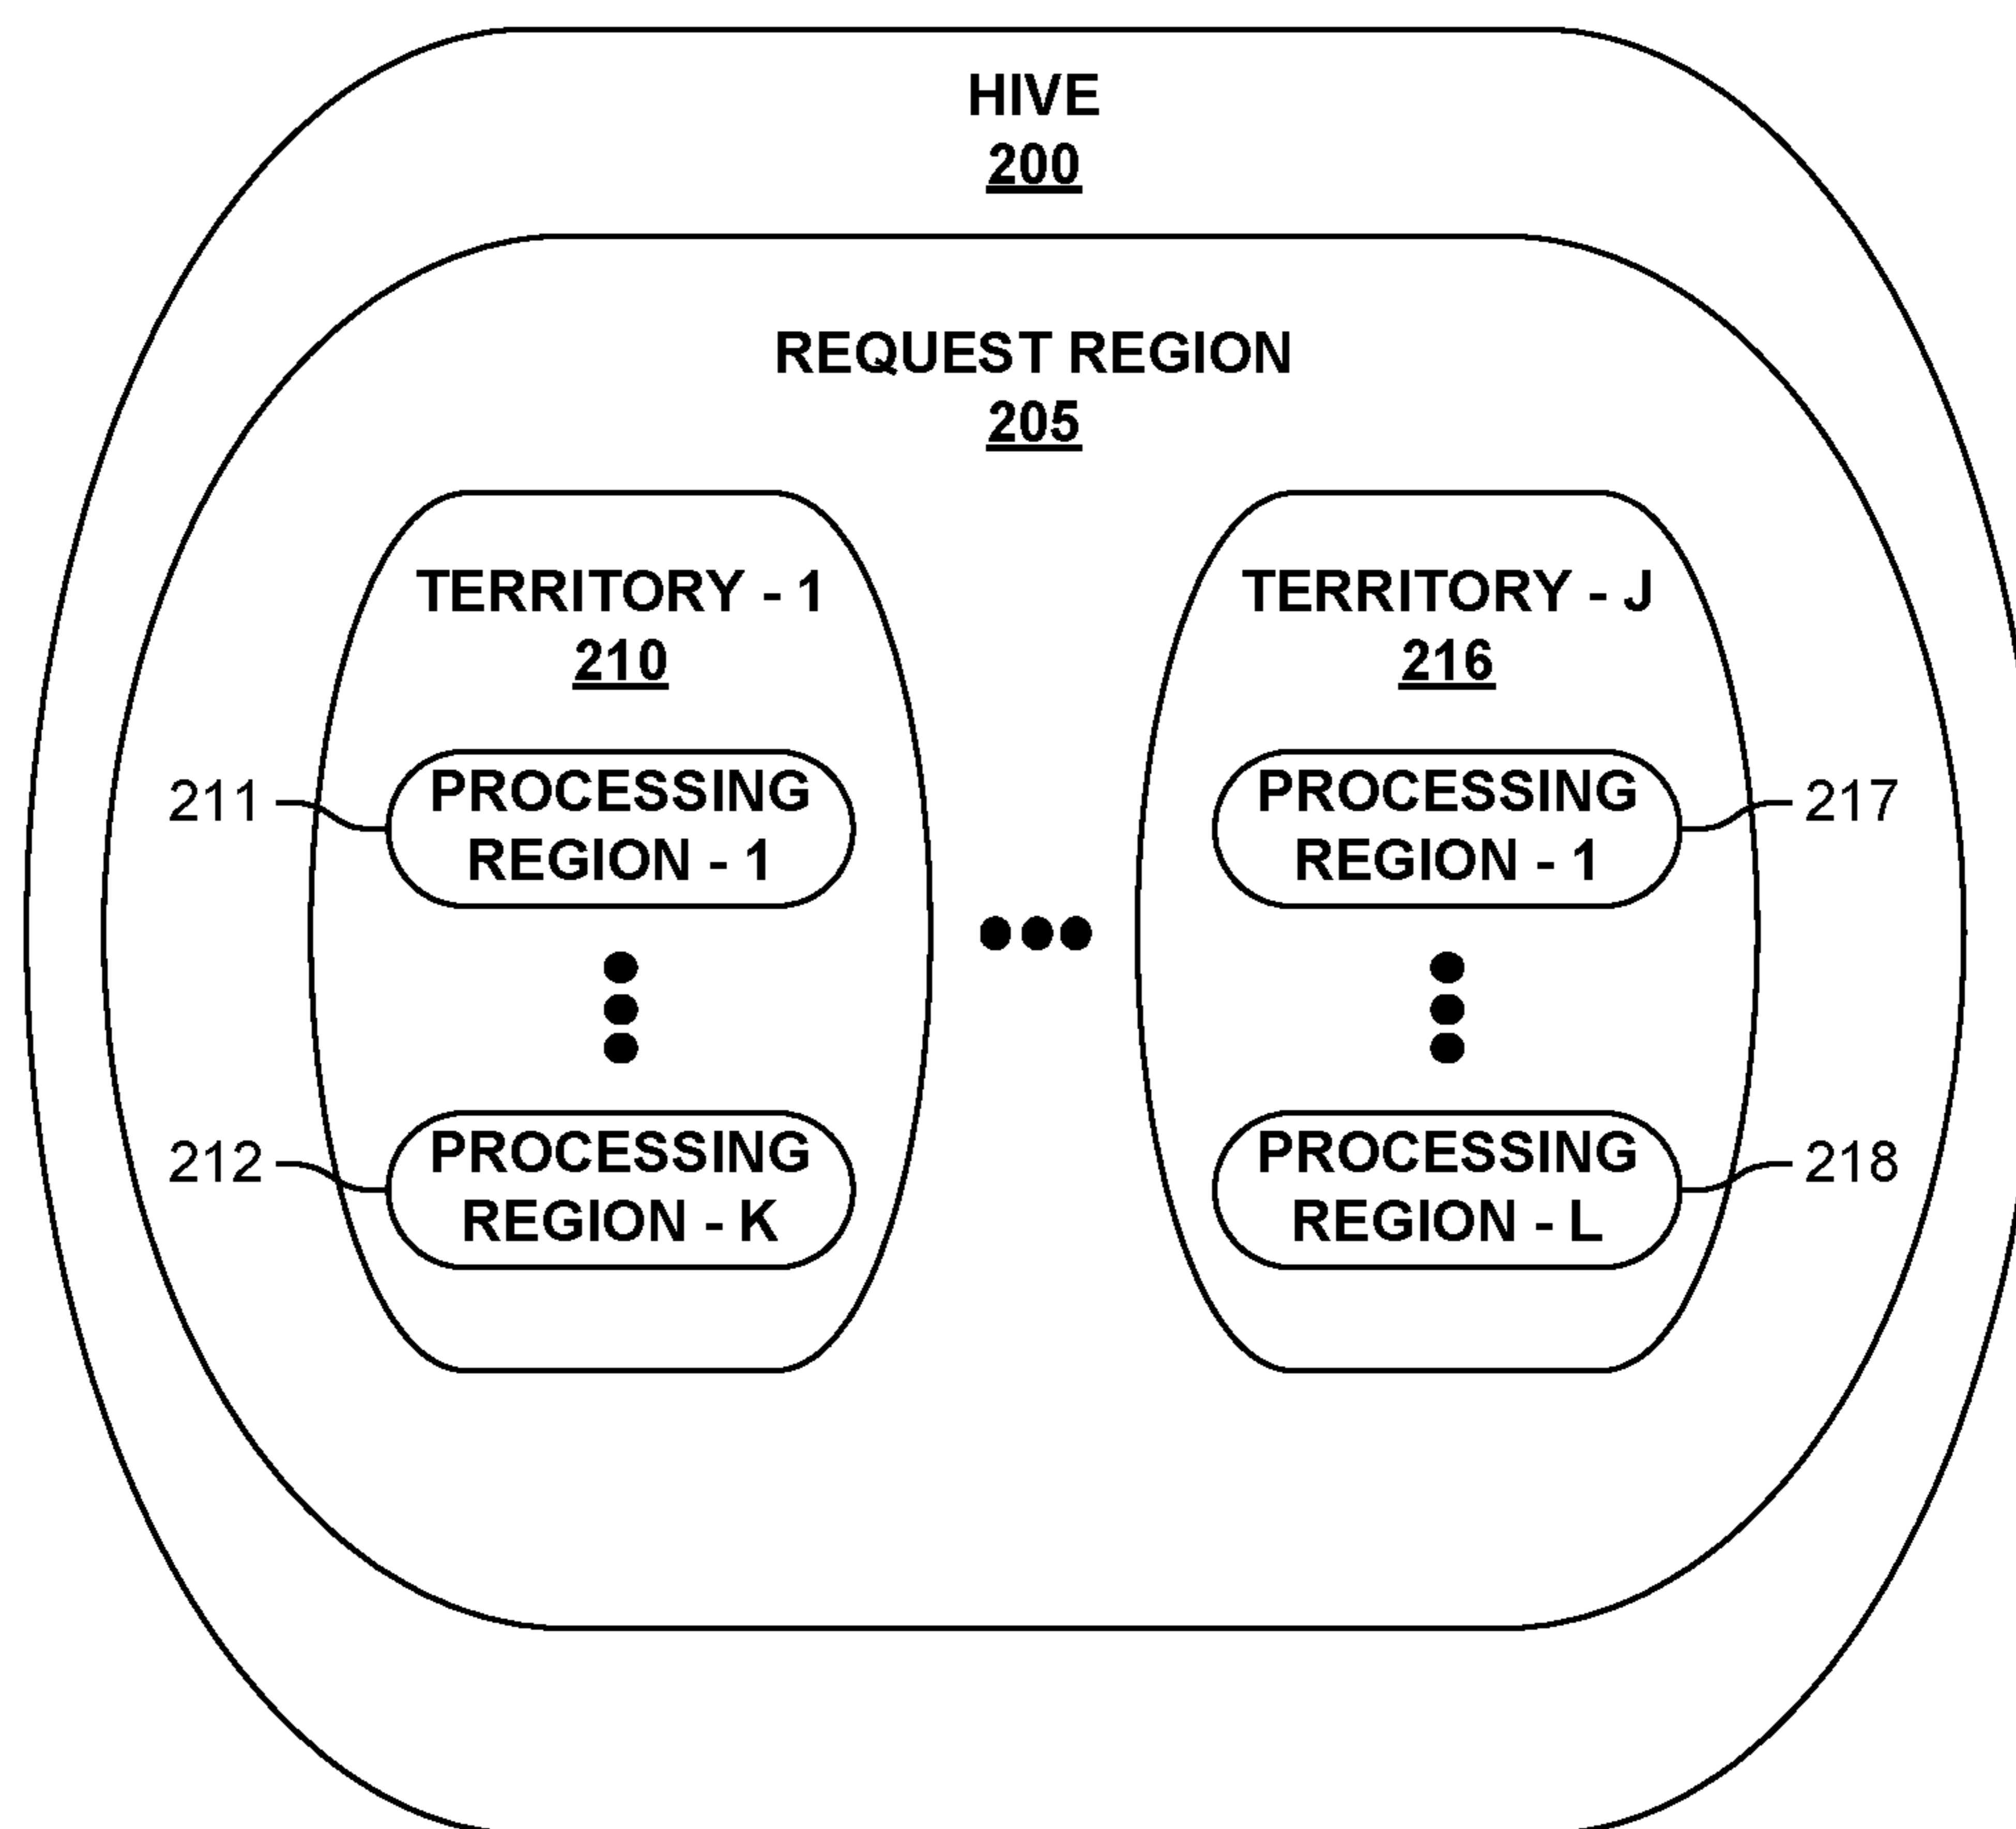 HIVE
200
REQUEST REGION
205
TERRITORY - 1
210
TERRITORY - J
216
211
PROCESSING
REGION - 1
PROCESSING
REGION - 1
217
212
PROCESSING
REGION - K
PROCESSING
REGION - L
218